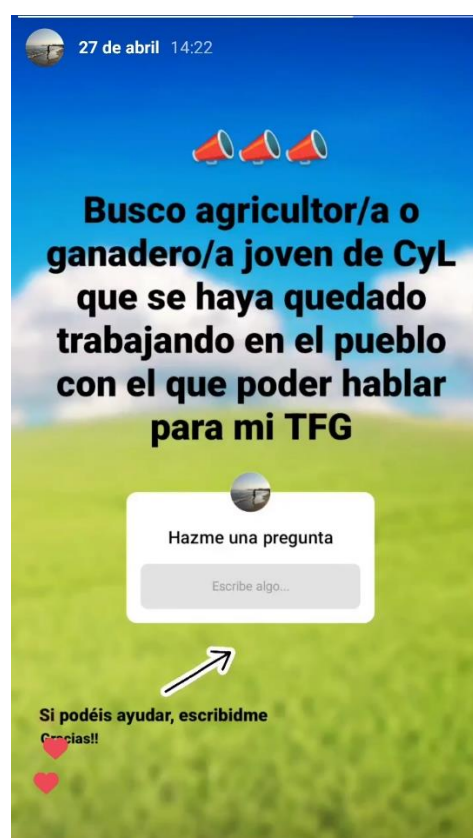 27 de abril 14:22
Busco agricultor/a o
ganadero/a joven de CyL
que se haya quedado
trabajando en el pueblo
con el que poder hablar
para mi TFG
Hazme una pregunta
Escribe algo...
Si podéis ayudar, escribidme
Gracias!!